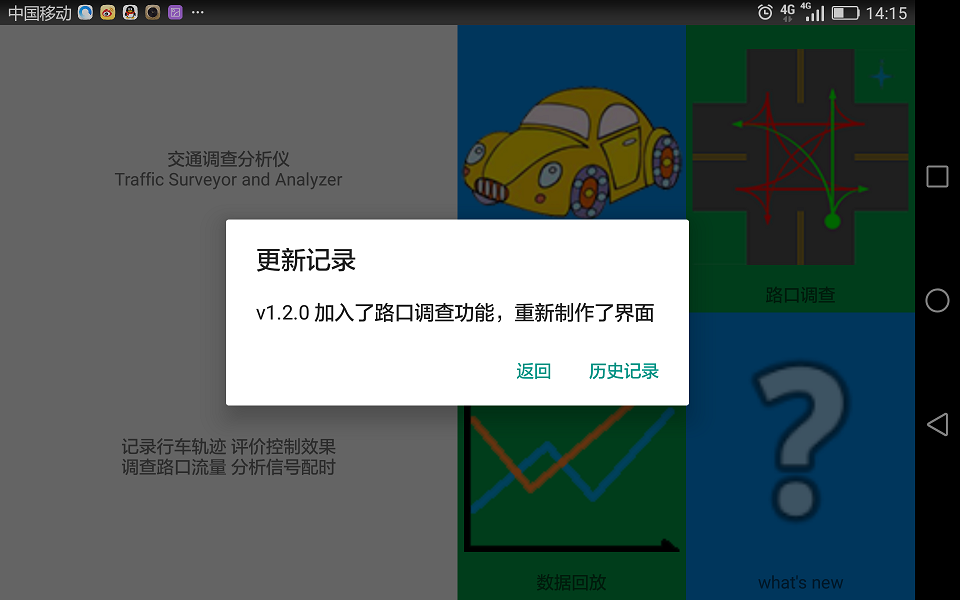 中国移动 ... 4G 4G 14:15
交通调查分析仪
Traffic Surveyor and Analyzer
路口调查
更新记录
v1.2.0 加入了路口调查功能，重新制作了界面
返回 历史记录
记录行车轨迹 评价控制效果
调查路口流量 分析信号配时
数据回放
what's new